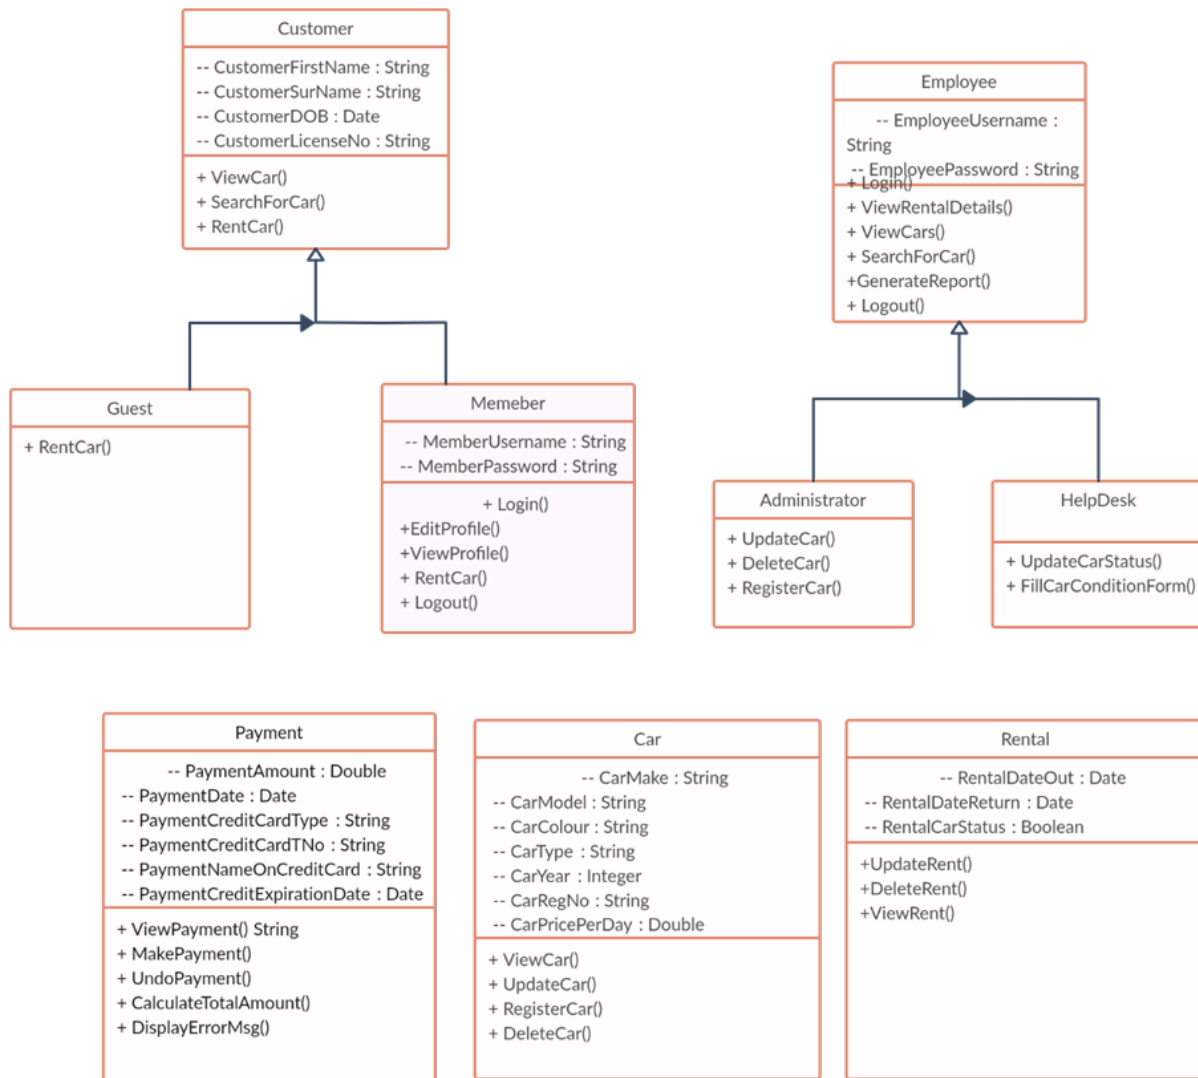 Customer
-- CustomerFirstName : String
-- CustomerSurName : String
-- CustomerDOB : Date
-- CustomerLicenseNo : String
+ ViewCar()
+ SearchForCar()
+ RentCar()
Employee
-- EmployeeUsername :
String
-- EmployeePassword : String
+ Login()
+ ViewRentalDetails()
+ ViewCars()
+ SearchForCar()
+GenerateReport()
+ Logout()
Guest
+ RentCar()
Memeber
-- MemberUsername : String
-- MemberPassword : String
+ Login()
+EditProfile()
+ViewProfile()
+ RentCar()
+ Logout()
Administrator
+ UpdateCar()
+ DeleteCar()
+ RegisterCar()
HelpDesk
+ UpdateCarStatus()
+ FillCarConditionForm()
Payment
-- PaymentAmount : Double
-- PaymentDate : Date
-- PaymentCreditCardType : String
-- PaymentCreditCardTNo : String
-- PaymentNameOnCreditCard : String
-- PaymentCreditExpirationDate : Date
+ ViewPayment() String
+ MakePayment()
+ UndoPayment()
+ CalculateTotalAmount()
+ DisplayErrorMsg()
Car
-- CarMake : String
-- CarModel : String
-- CarColour : String
-- CarType : String
-- CarYear : Integer
-- CarRegNo : String
-- CarPricePerDay : Double
+ ViewCar()
+ UpdateCar()
+ RegisterCar()
+ DeleteCar()
Rental
-- RentalDateOut : Date
-- RentalDateReturn : Date
-- RentalCarStatus : Boolean
+UpdateRent()
+DeleteRent()
+ViewRent()